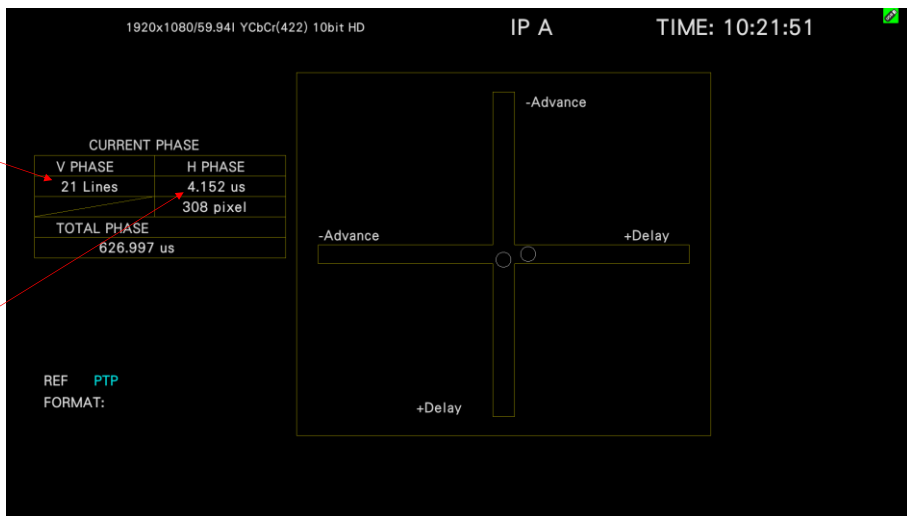 1920x1080/59.94I YCbCr(422) 10bit HD IP A TIME: 10:21:51
-Advance
CURRENT PHASE
V PHASE H PHASE
21 Lines 4.152 us
308 pixel
TOTAL PHASE
626.997 us
-Advance +Delay
REF PTP
FORMAT:
+Delay